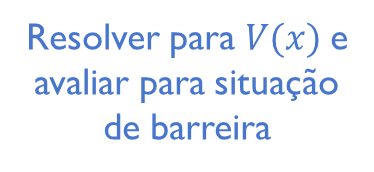 Resolver para V(x) e
avaliar para situação
de barreira